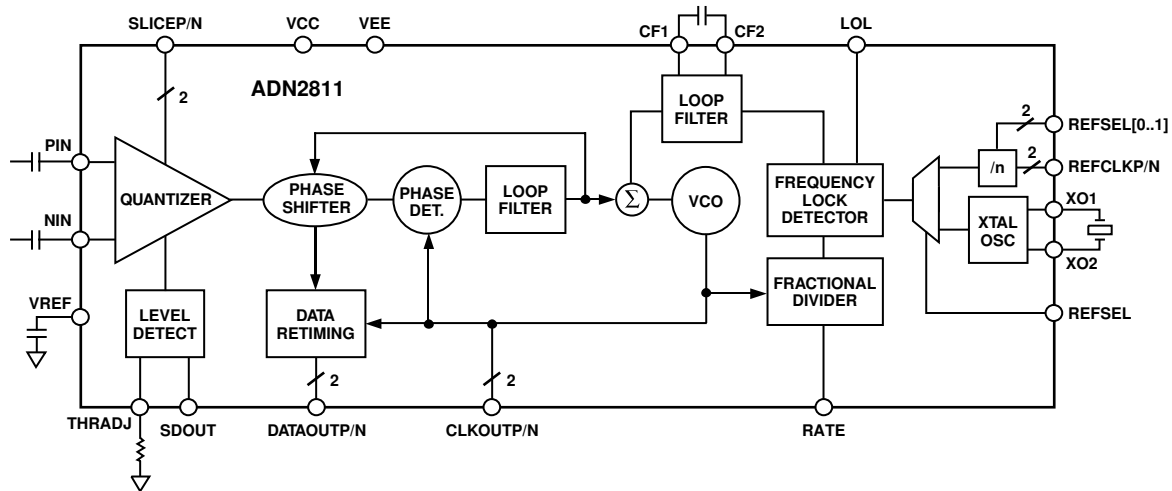 SLICEP/N
VCC
VEE
CF1
CF2
LOL
2
ADN2811
LOOP
FILTER
2
REFSEL[0..1]
PIN
QUANTIZER
PHASE
SHIFTER
PHASE
DET.
LOOP
FILTER
Σ
VCO
FREQUENCY
LOCK
DETECTOR
/n
2
REFCLKP/N
NIN
XTAL
OSC
XO1
XO2
VREF
LEVEL
DETECT
DATA
RETIMING
FRACTIONAL
DIVIDER
REFSEL
2
2
THRADJ
SDOUT
DATAOUTP/N
CLKOUTP/N
RATE